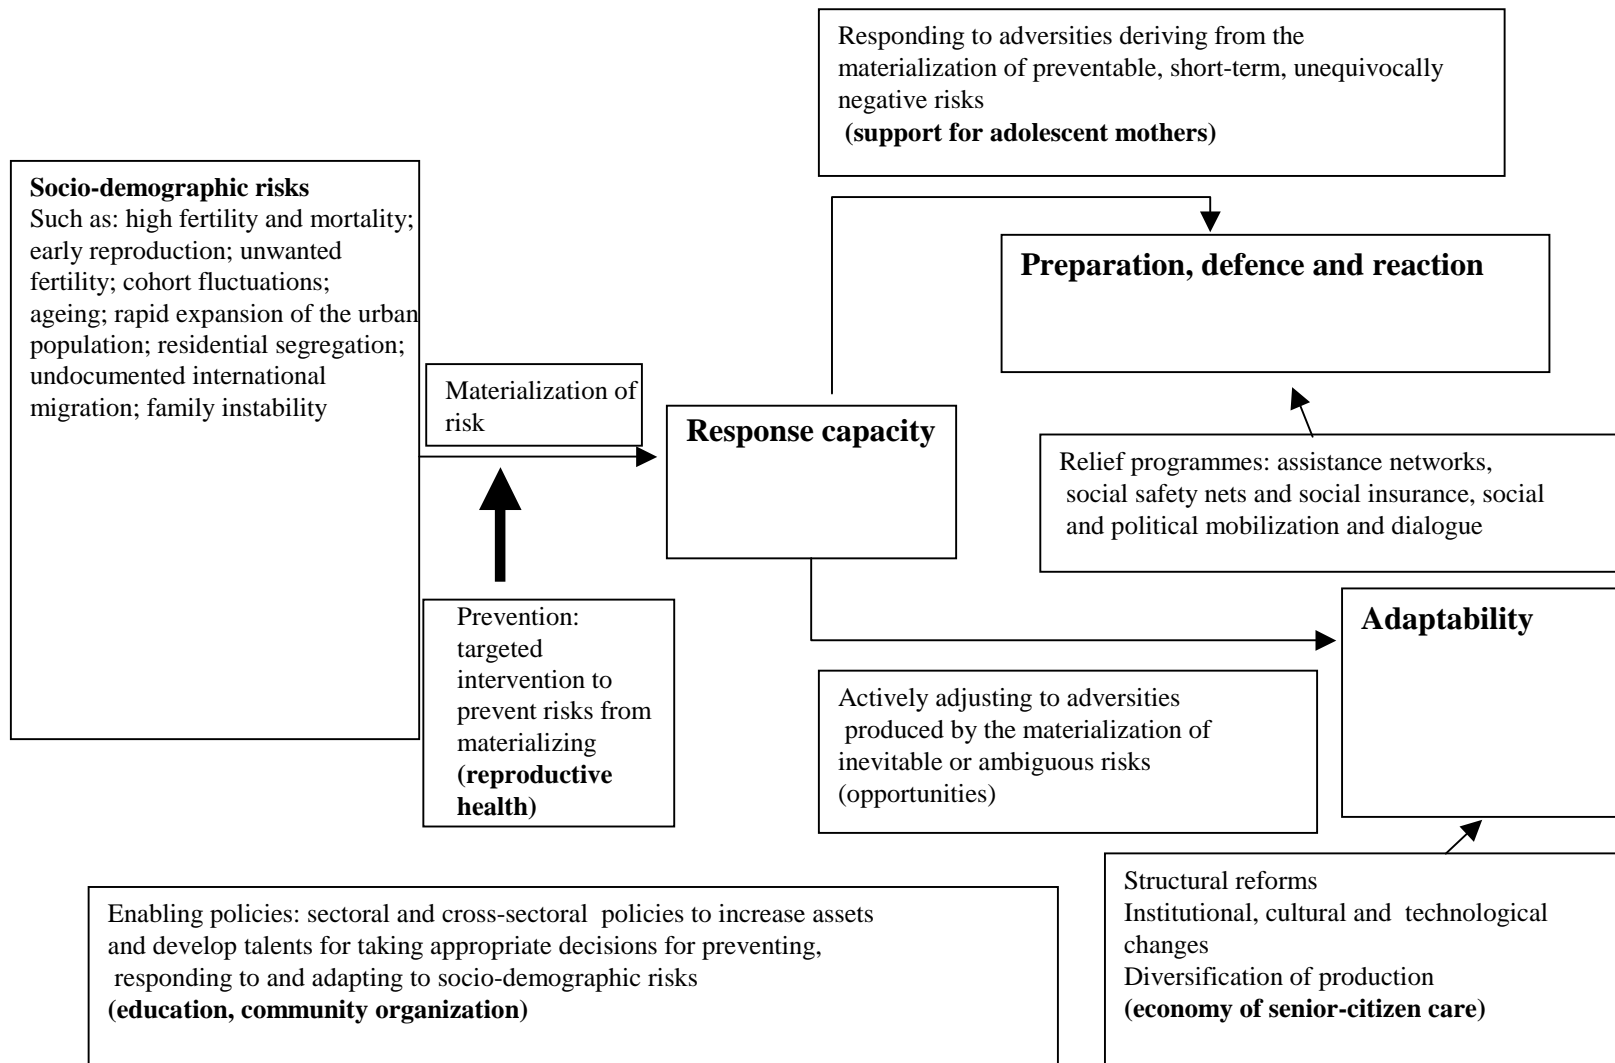 Responding to adversities deriving from the
materialization of preventable, short-term, unequivocally
negative risks
(support for adolescent mothers)
Socio-demographic risks
Such as: high fertility and mortality;
early reproduction; unwanted
fertility; cohort fluctuations;
ageing; rapid expansion of the urban
population; residential segregation;
undocumented international
migration; family instability
Preparation, defence and reaction
Materialization of
risk
Response capacity
Relief programmes: assistance networks,
social safety nets and social insurance, social
and political mobilization and dialogue
Prevention:
targeted
intervention to
prevent risks from
materializing
(reproductive
health)
Adaptability
Actively adjusting to adversities
produced by the materialization of
inevitable or ambiguous risks
(opportunities)
Enabling policies: sectoral and cross-sectoral policies to increase assets
and develop talents for taking appropriate decisions for preventing,
responding to and adapting to socio-demographic risks
(education, community organization)
Structural reforms
Institutional, cultural and technological
changes
Diversification of production
(economy of senior-citizen care)